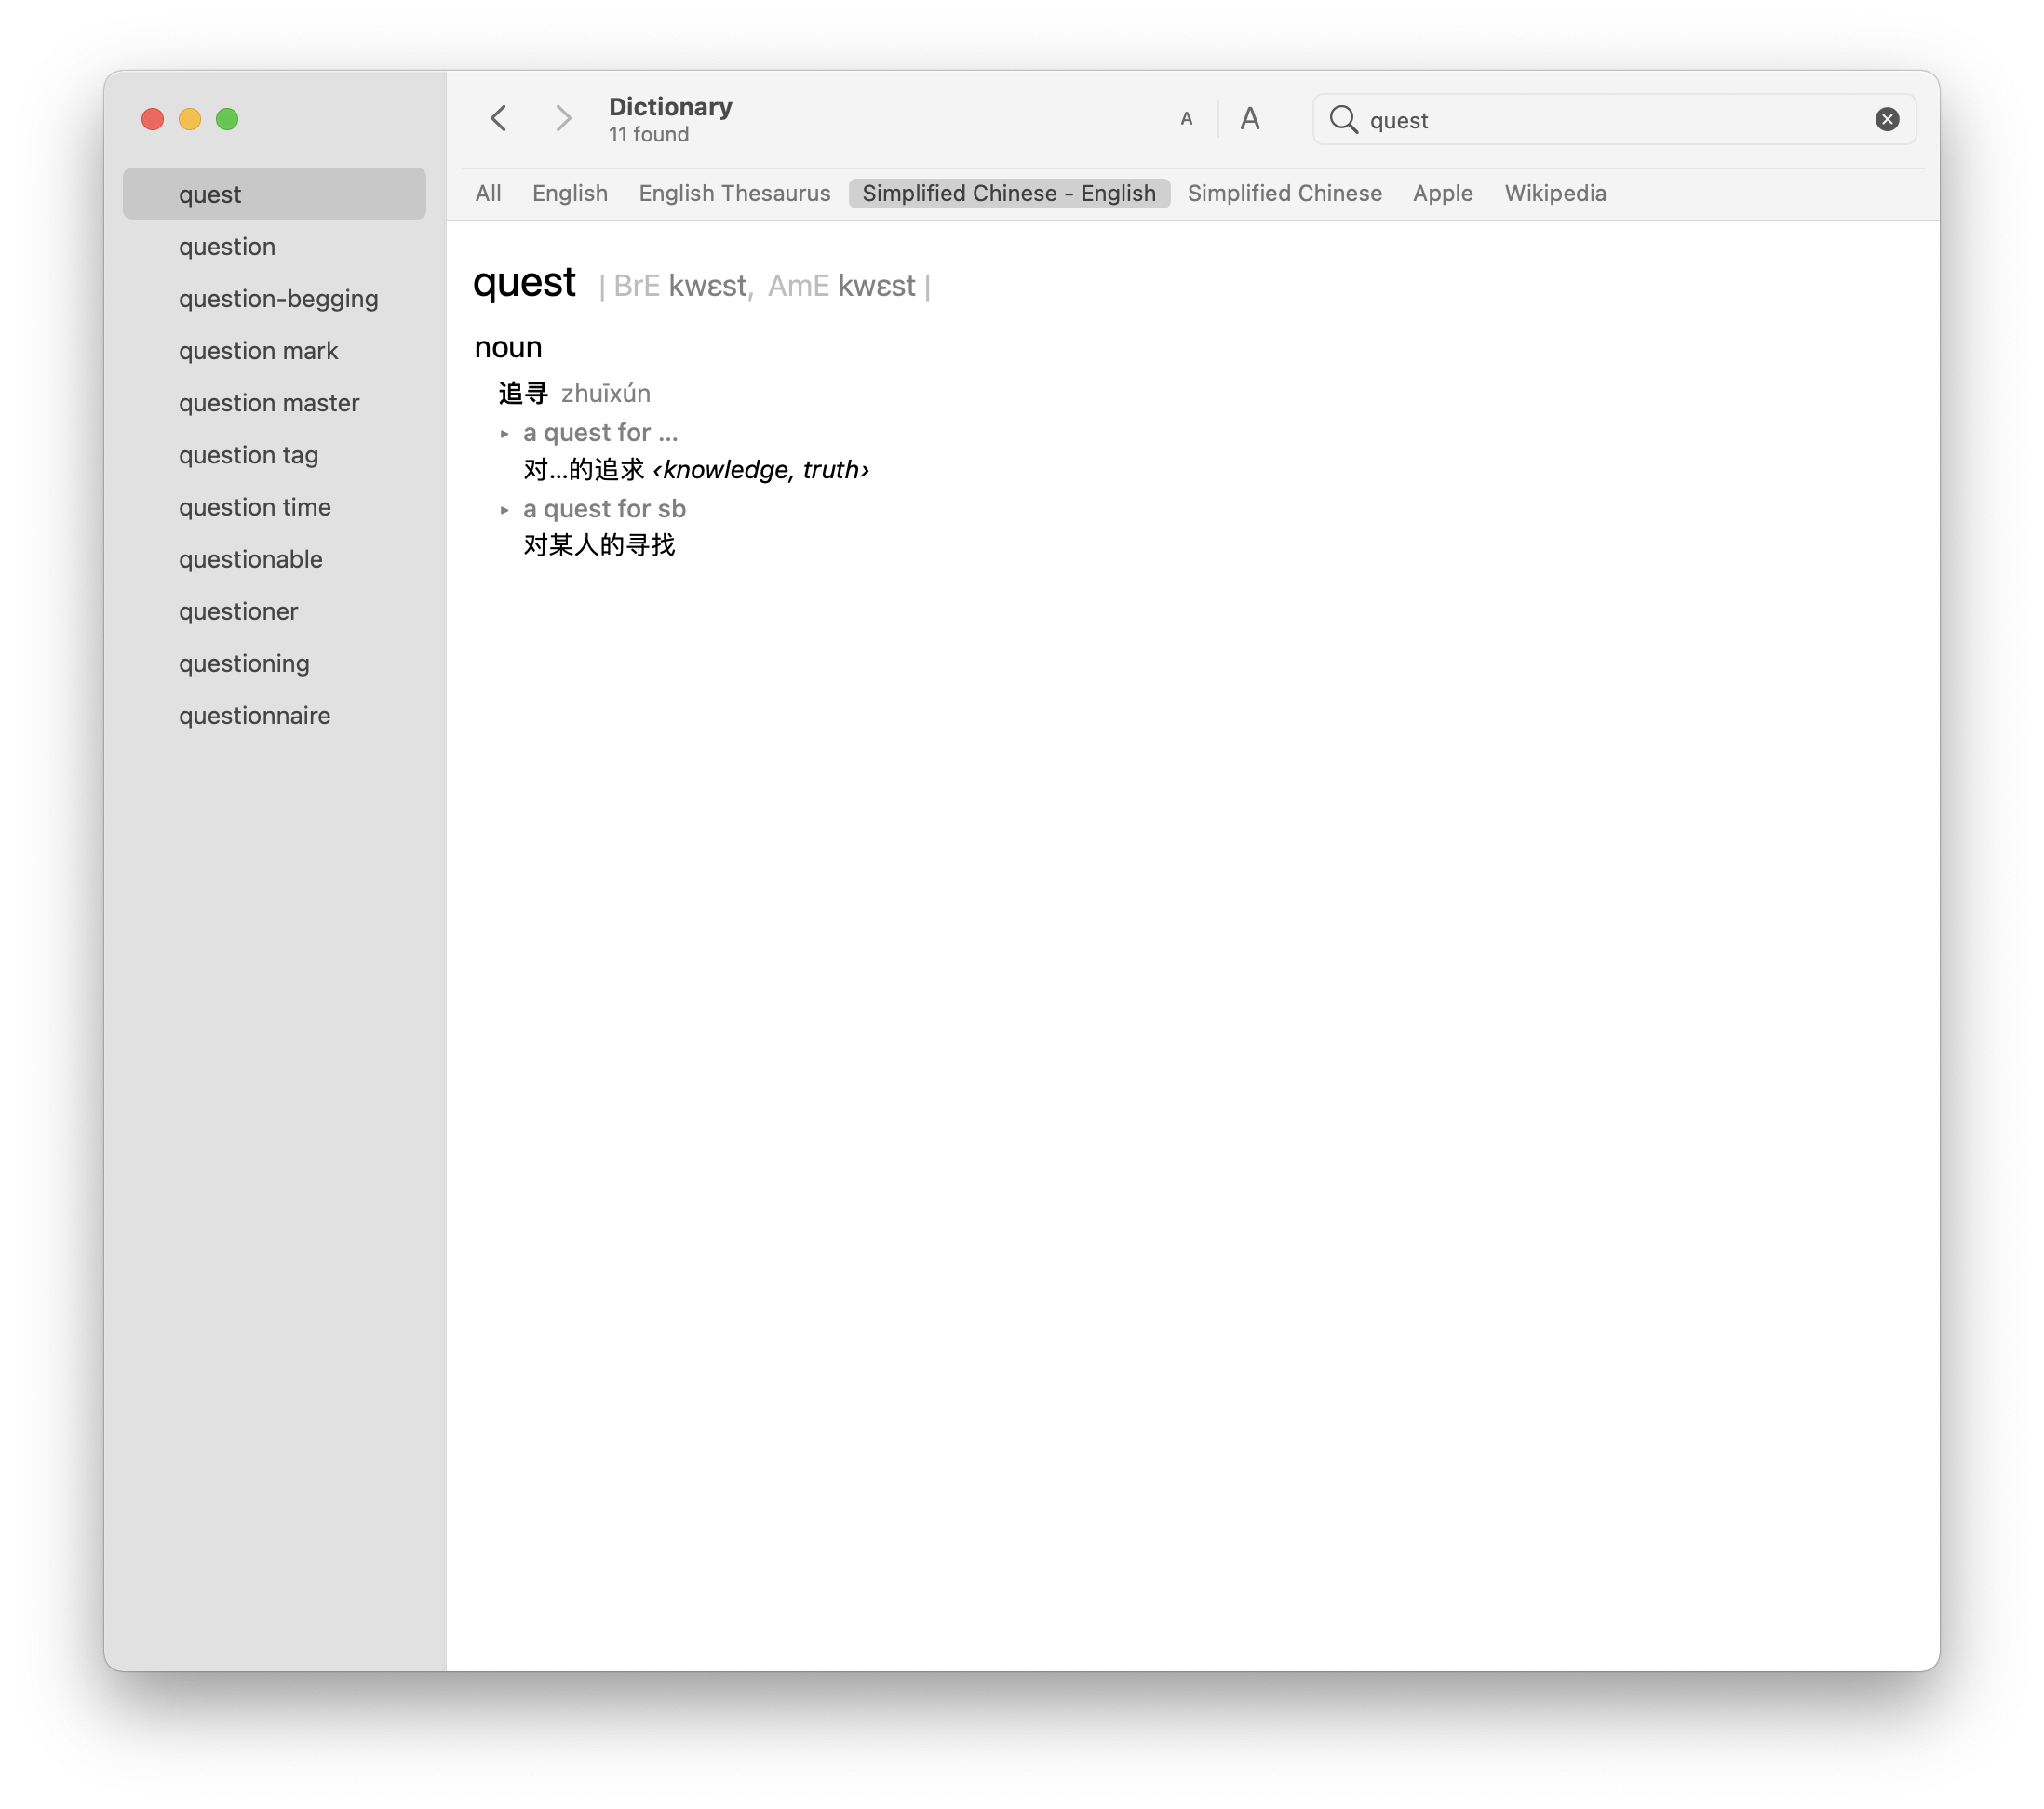 Dictionary
11 found
A A
quest
All English English Thesaurus Simplified Chinese - English Simplified Chinese Apple Wikipedia
quest
question
question-begging
question mark
question master
question tag
question time
questionable
questioner
questioning
questionnaire
quest | BrE kwɛst, AmE kwɛst |
noun
追寻 zhuīxún
▸ a quest for …
对…的追求 ‹knowledge, truth›
▸ a quest for sb
对某人的寻找